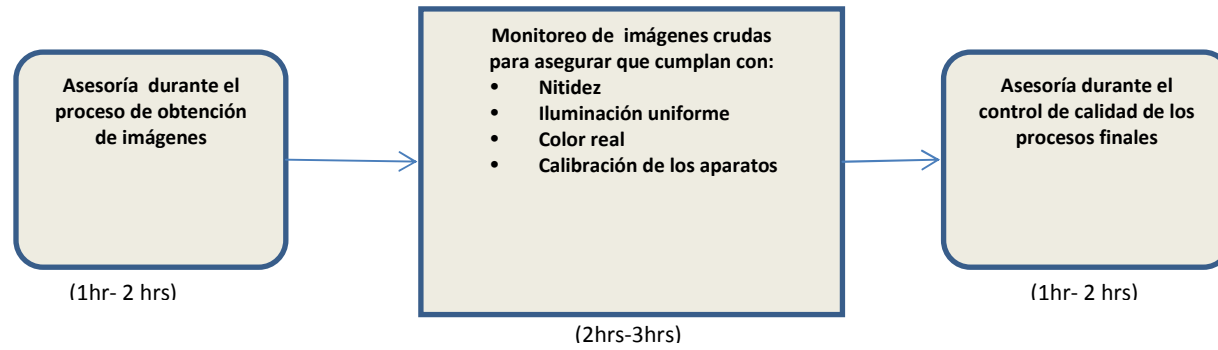 Asesoría durante el
proceso de obtención
de imágenes
(1hr- 2 hrs)
Monitoreo de imágenes crudas
para asegurar que cumplan con:
• Nitidez
• Iluminación uniforme
• Color real
• Calibración de los aparatos
(2hrs-3hrs)
Asesoría durante el
control de calidad de los
procesos finales
(1hr- 2 hrs)